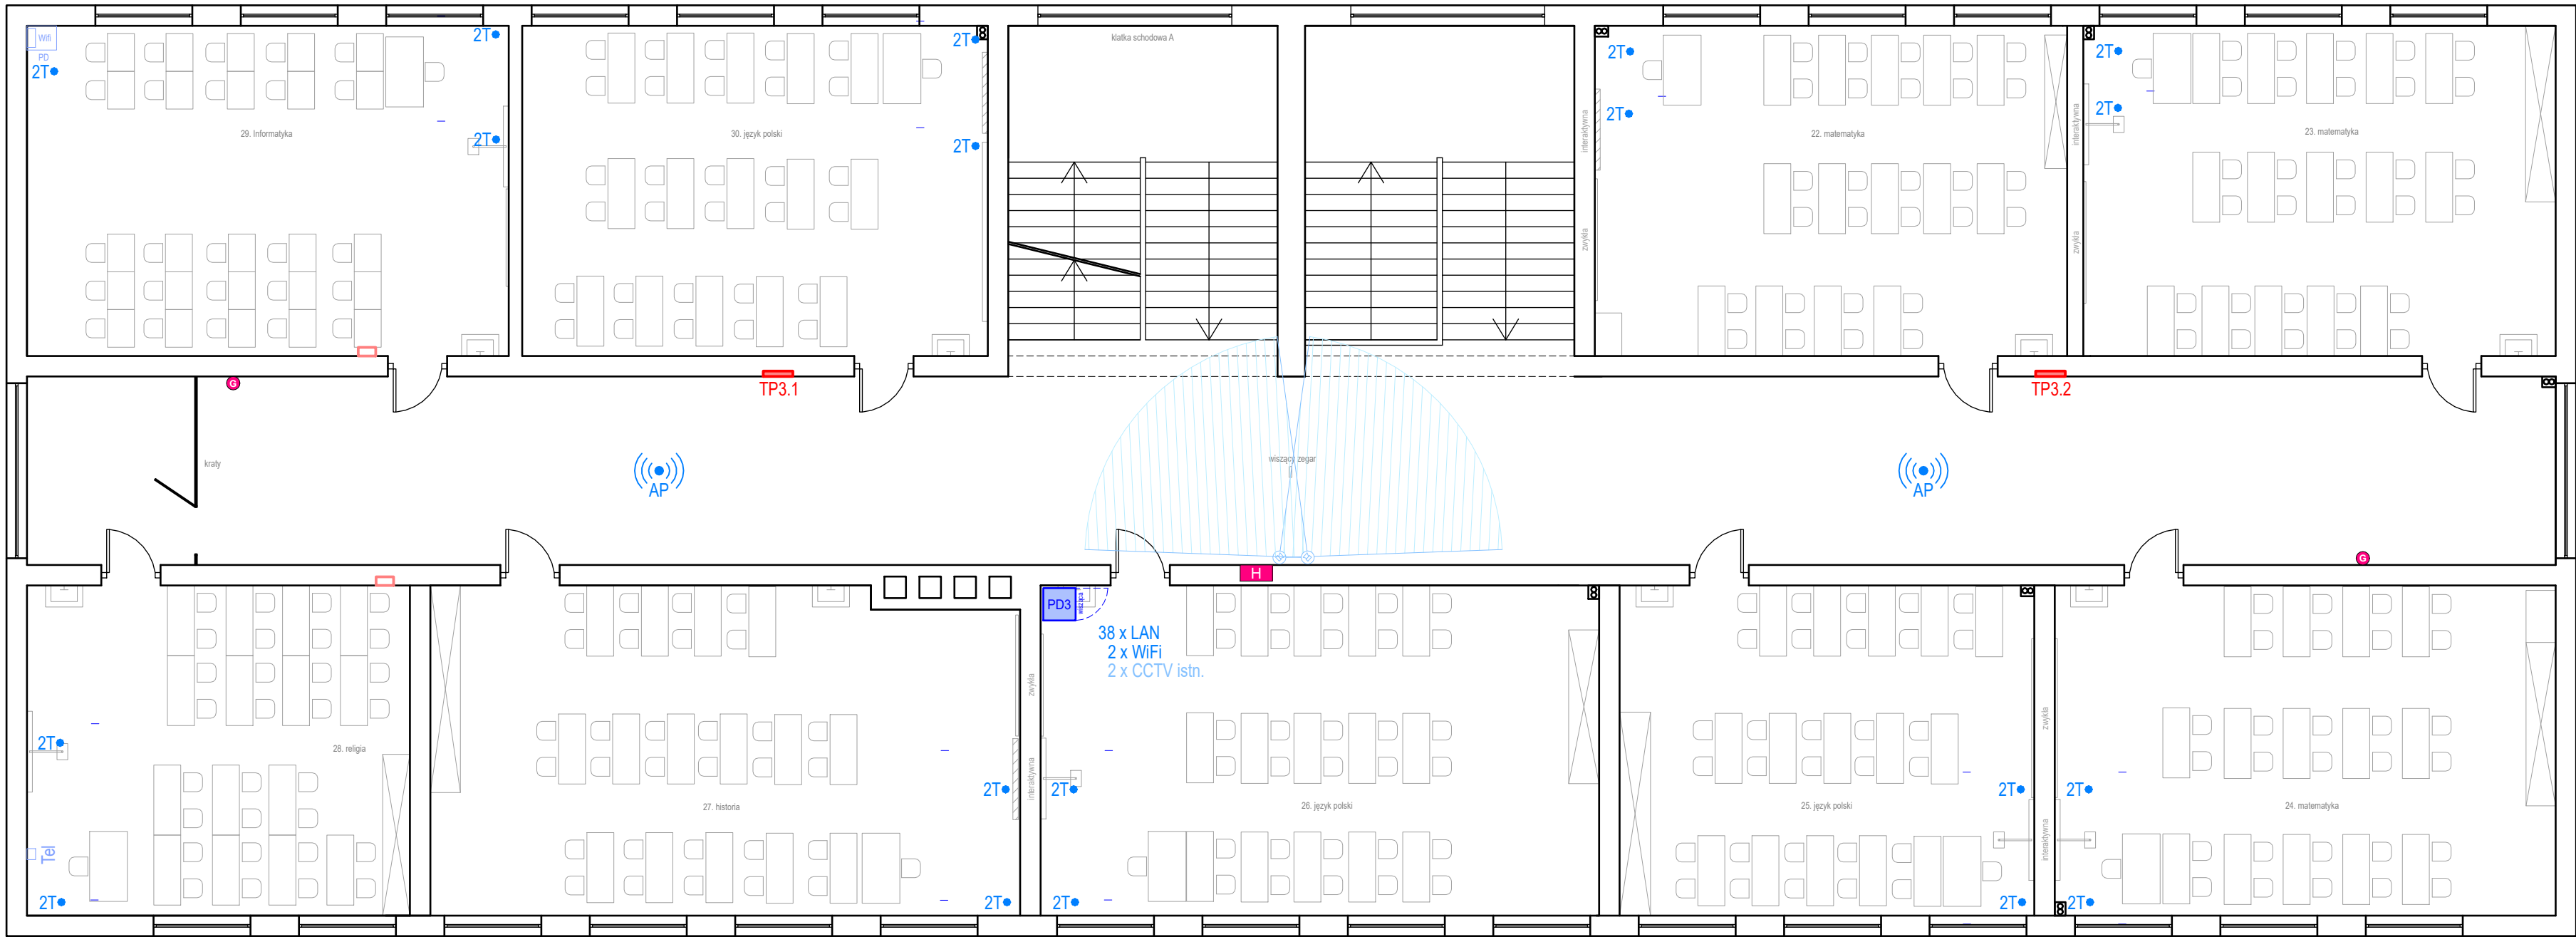 Wifi
PD
2T
2T
2T
klatka schodowa A
2T
2T
2T
29. Informatyka
2T
30. język polski
2T
2T
interaktywna
22. matematyka
interaktywna
2T
23. matematyka
zwykła
zwykła
G
TP3.1
TP3.2
kraty
AP
wiszący zegar
AP
G
H
PD3
wisząca
38 x LAN
2 x WiFi
2 x CCTV istn.
zwykła
zwykła
2T
28. religia
interaktywna
2T
2T
2T
2T
27. historia
26. język polski
25. język polski
24. matematyka
interaktywna
Tel
2T
2T
2T
2T
2T